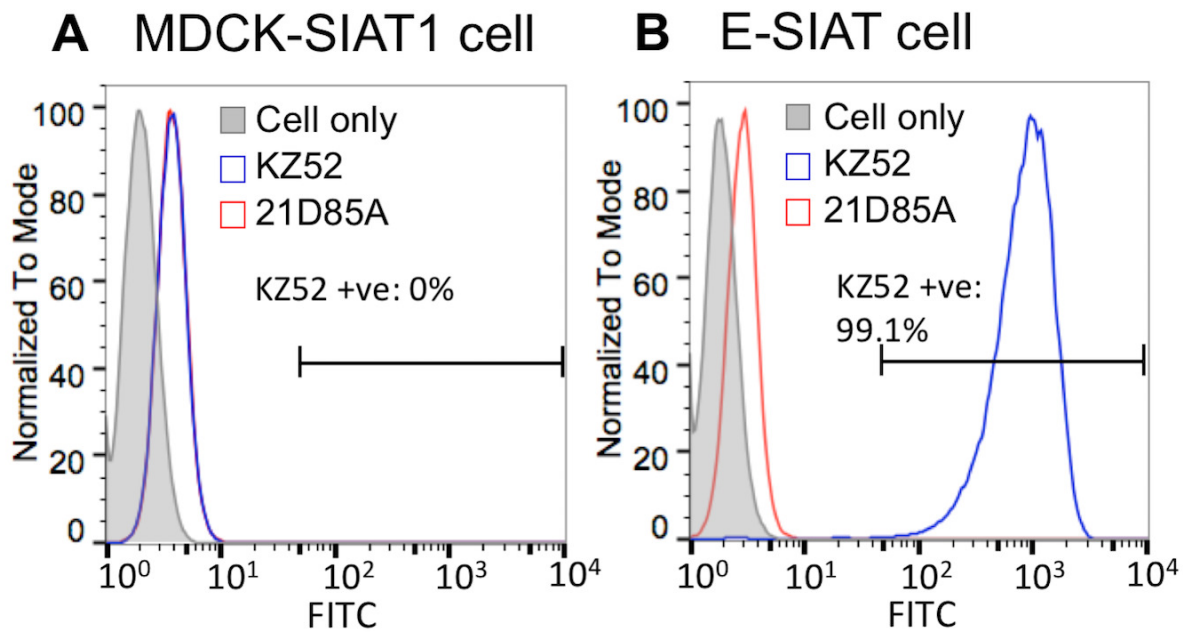 A MDCK-SIAT1 cell
Normalized To Mode
100
80
60
40
20
0
Cell only
KZ52
21D85A
KZ52 +ve: 0%
10⁰ 10¹ 10² 10³ 10⁴
FITC
B E-SIAT cell
Normalized To Mode
100
80
60
40
20
0
Cell only
KZ52
21D85A
KZ52 +ve:
99.1%
10⁰ 10¹ 10² 10³ 10⁴
FITC